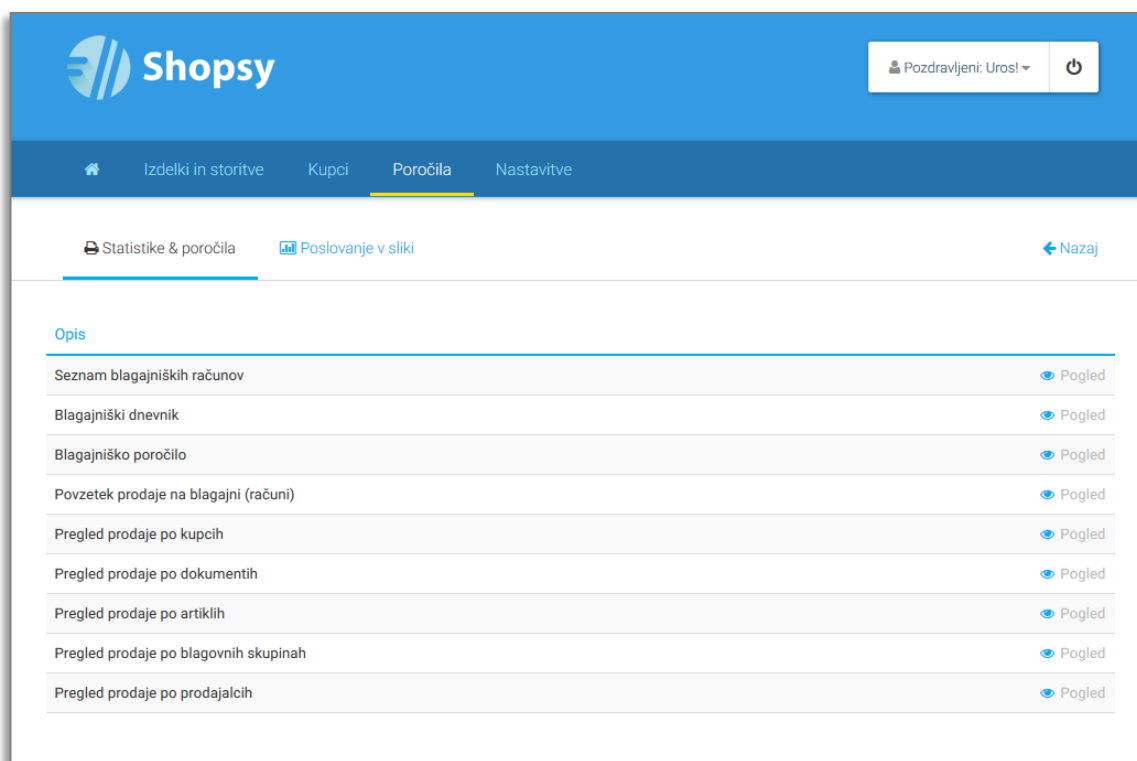 Shopsy
Pozdravljeni: Uros!
Izdelki in storitve Kupci Poročila Nastavitve
Statistike & poročila Poslovanje v sliki Nazaj
Opis
Seznam blagajniških računov Pogled
Blagajniški dnevnik Pogled
Blagajniško poročilo Pogled
Povzetek prodaje na blagajni (računi) Pogled
Pregled prodaje po kupcih Pogled
Pregled prodaje po dokumentih Pogled
Pregled prodaje po artiklih Pogled
Pregled prodaje po blagovnih skupinah Pogled
Pregled prodaje po prodajalcih Pogled